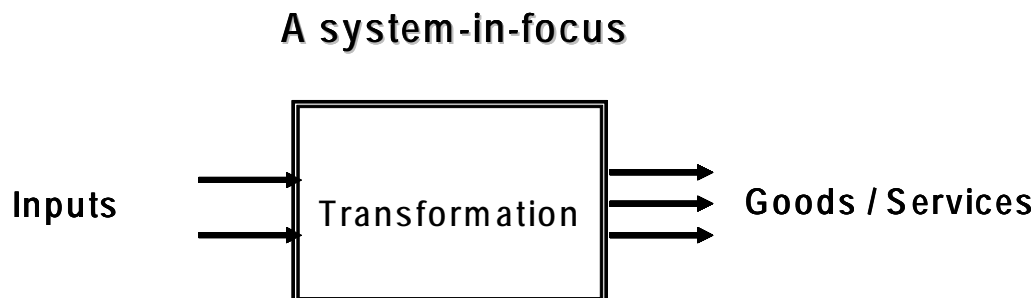 A system-in-focus
Inputs
Transformation
Goods / Services